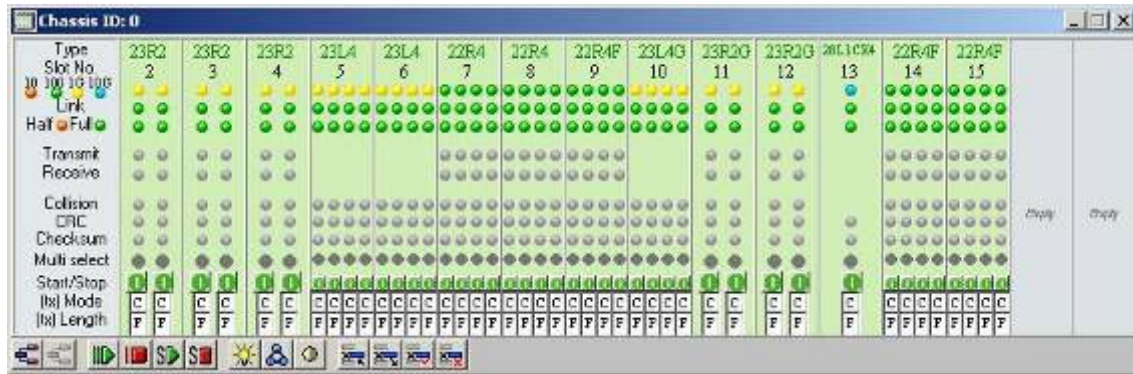 Chassis ID: 0
Type 23R2 23R2 23R2 23L4 23L4 22R4 22R4 22R4F 23L4G 23R2G 23R2G 22R4F 22R4F
Slot No. 2 3 4 5 6 7 8 9 10 11 12 13 14 15
10 100 1G 10G
Link
Half Full
Transmit
Receive
Collision
CRC Empty Empty
Checksum
Multi select
Start/Stop
(tx) Mode C C C C C C C C C C C C C C C C C C C C C C C C C C C C C C C C C C C C C C C C C C C
(tx) Length F F F F F F F F F F F F F F F F F F F F F F F F F F F F F F F F F F F F F F F F F F F
S S